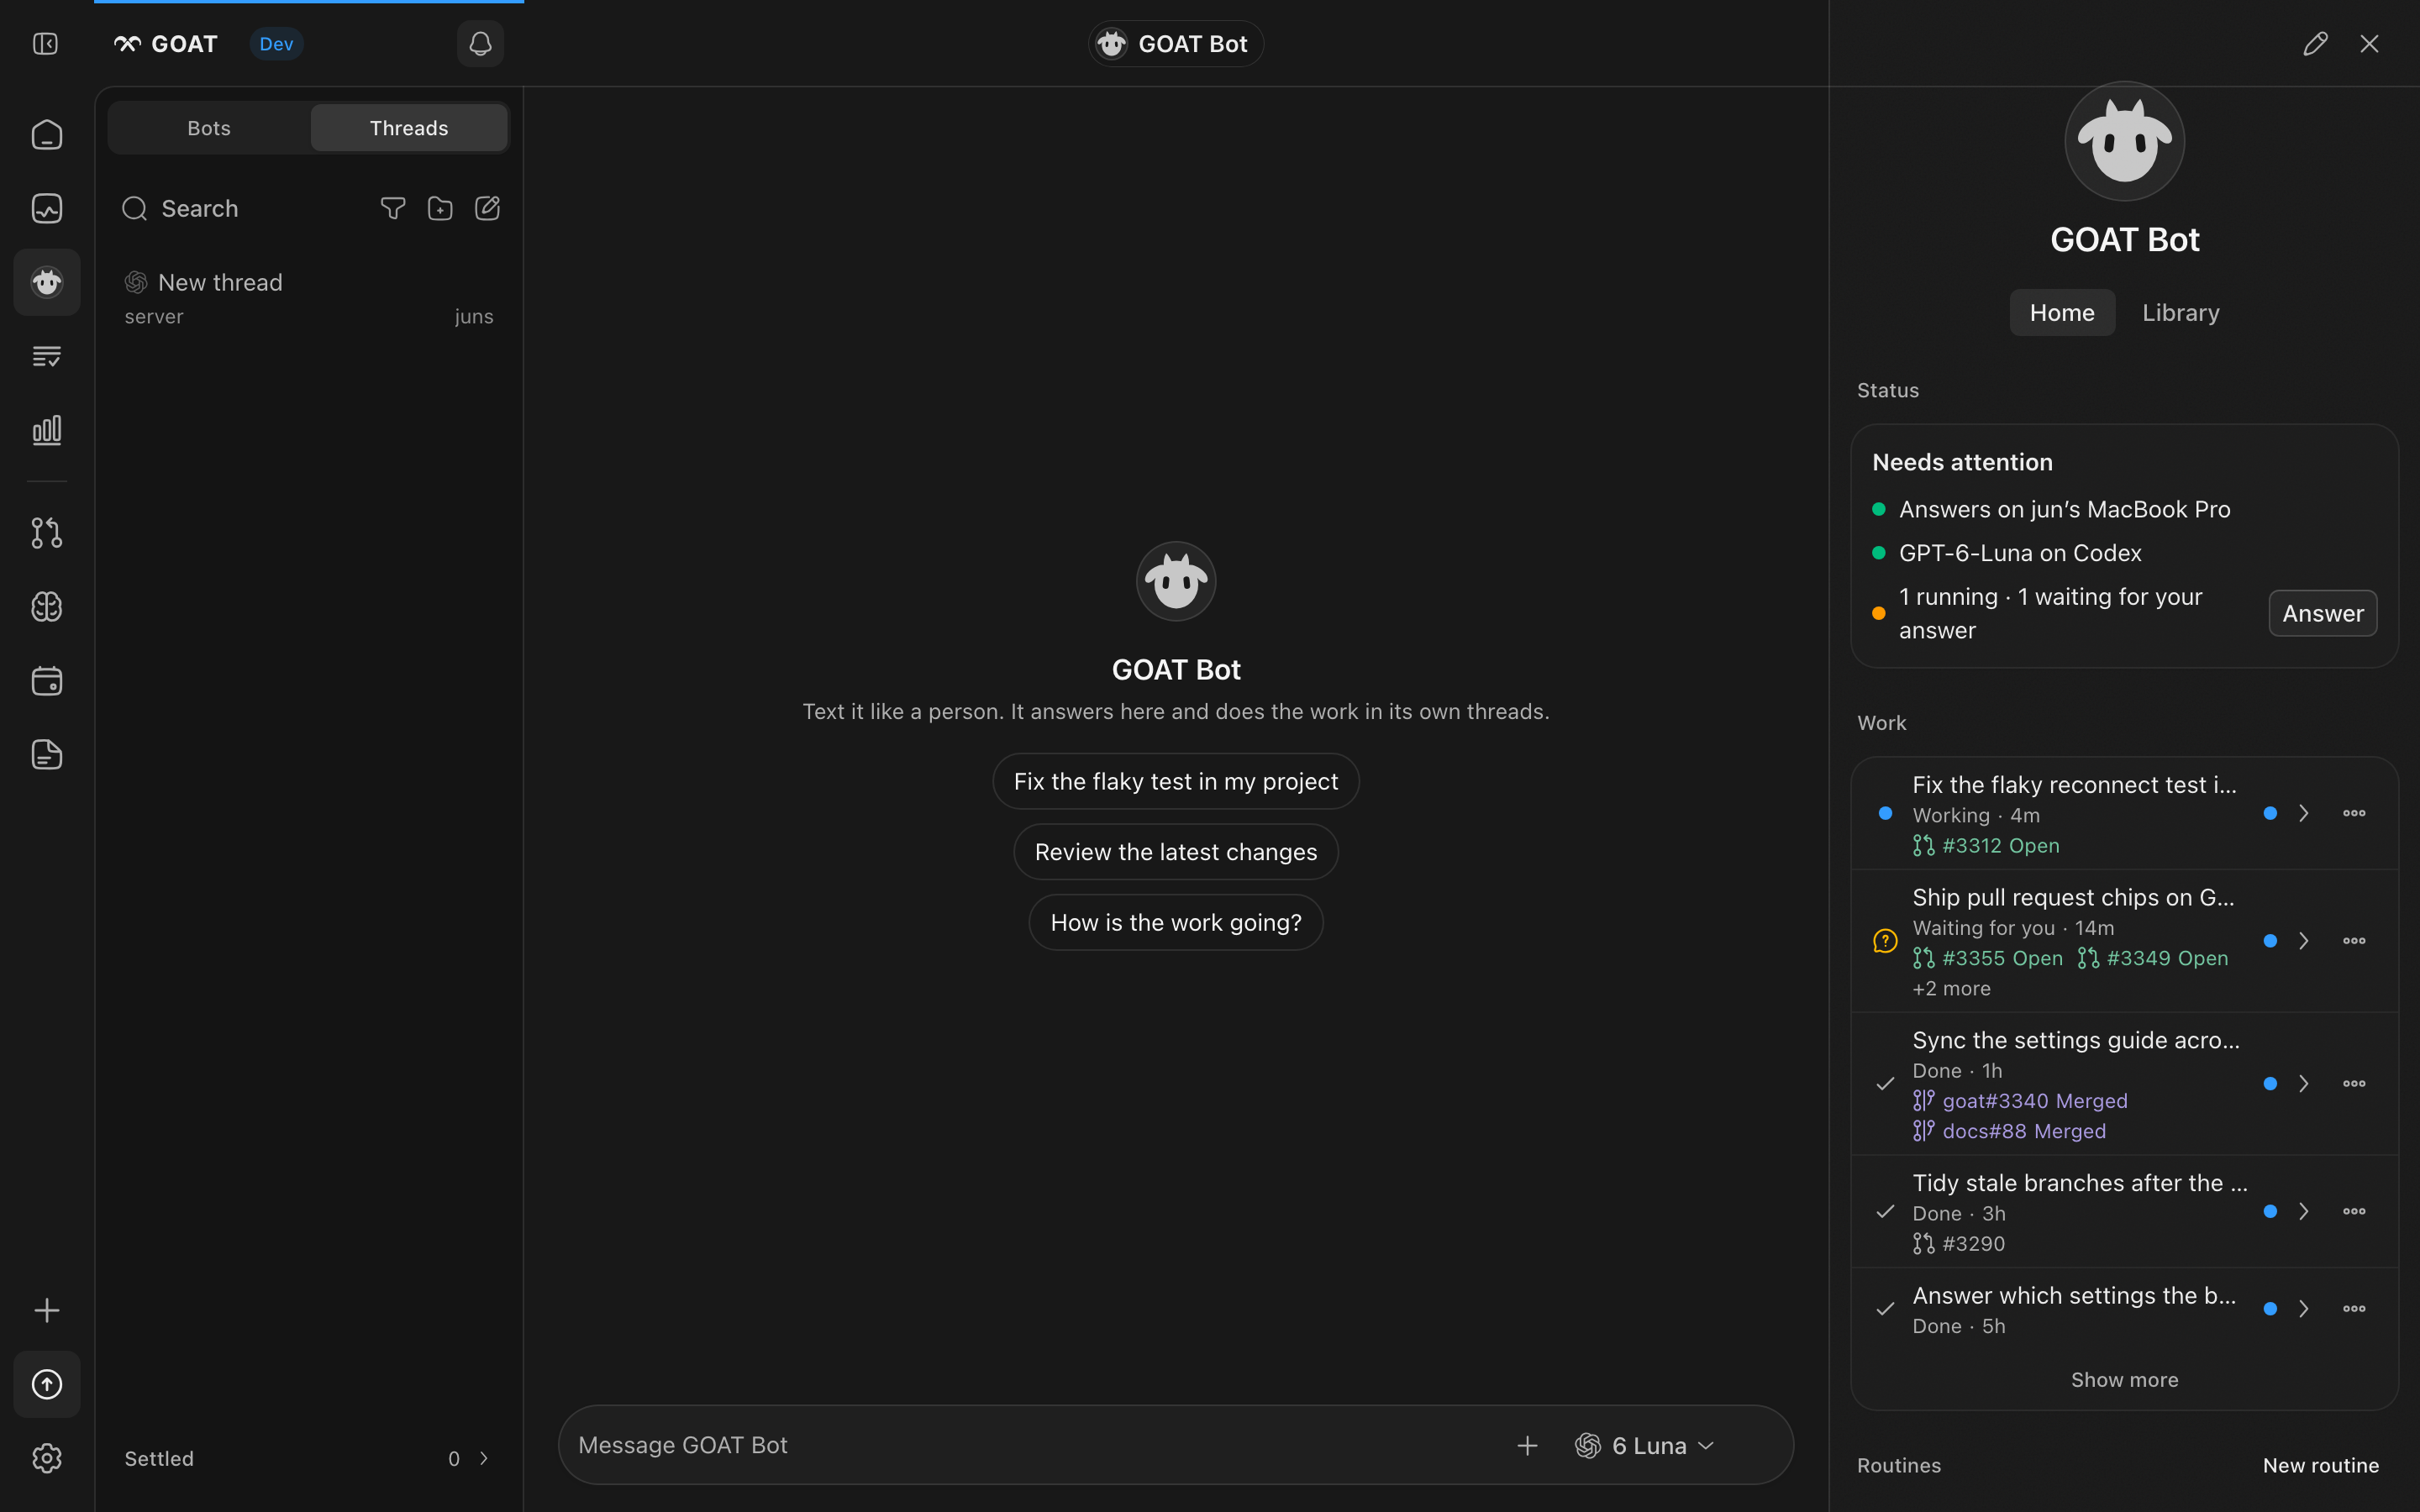 GOAT
Dev
GOAT Bot
Bots
Threads
Search
New thread
server
juns
Settled
0
GOAT Bot
Text it like a person. It answers here and does the work in its own threads.
Fix the flaky test in my project
Review the latest changes
How is the work going?
Message GOAT Bot
6 Luna
GOAT Bot
Home
Library
Status
Needs attention
Answers on jun’s MacBook Pro
GPT-6-Luna on Codex
1 running · 1 waiting for your
answer
Answer
Work
Fix the flaky reconnect test i...
Working · 4m
#3312 Open
Ship pull request chips on G...
Waiting for you · 14m
#3355 Open #3349 Open
+2 more
Sync the settings guide acro...
Done · 1h
goat#3340 Merged
docs#88 Merged
Tidy stale branches after the ...
Done · 3h
#3290
Answer which settings the b...
Done · 5h
Show more
Routines
New routine